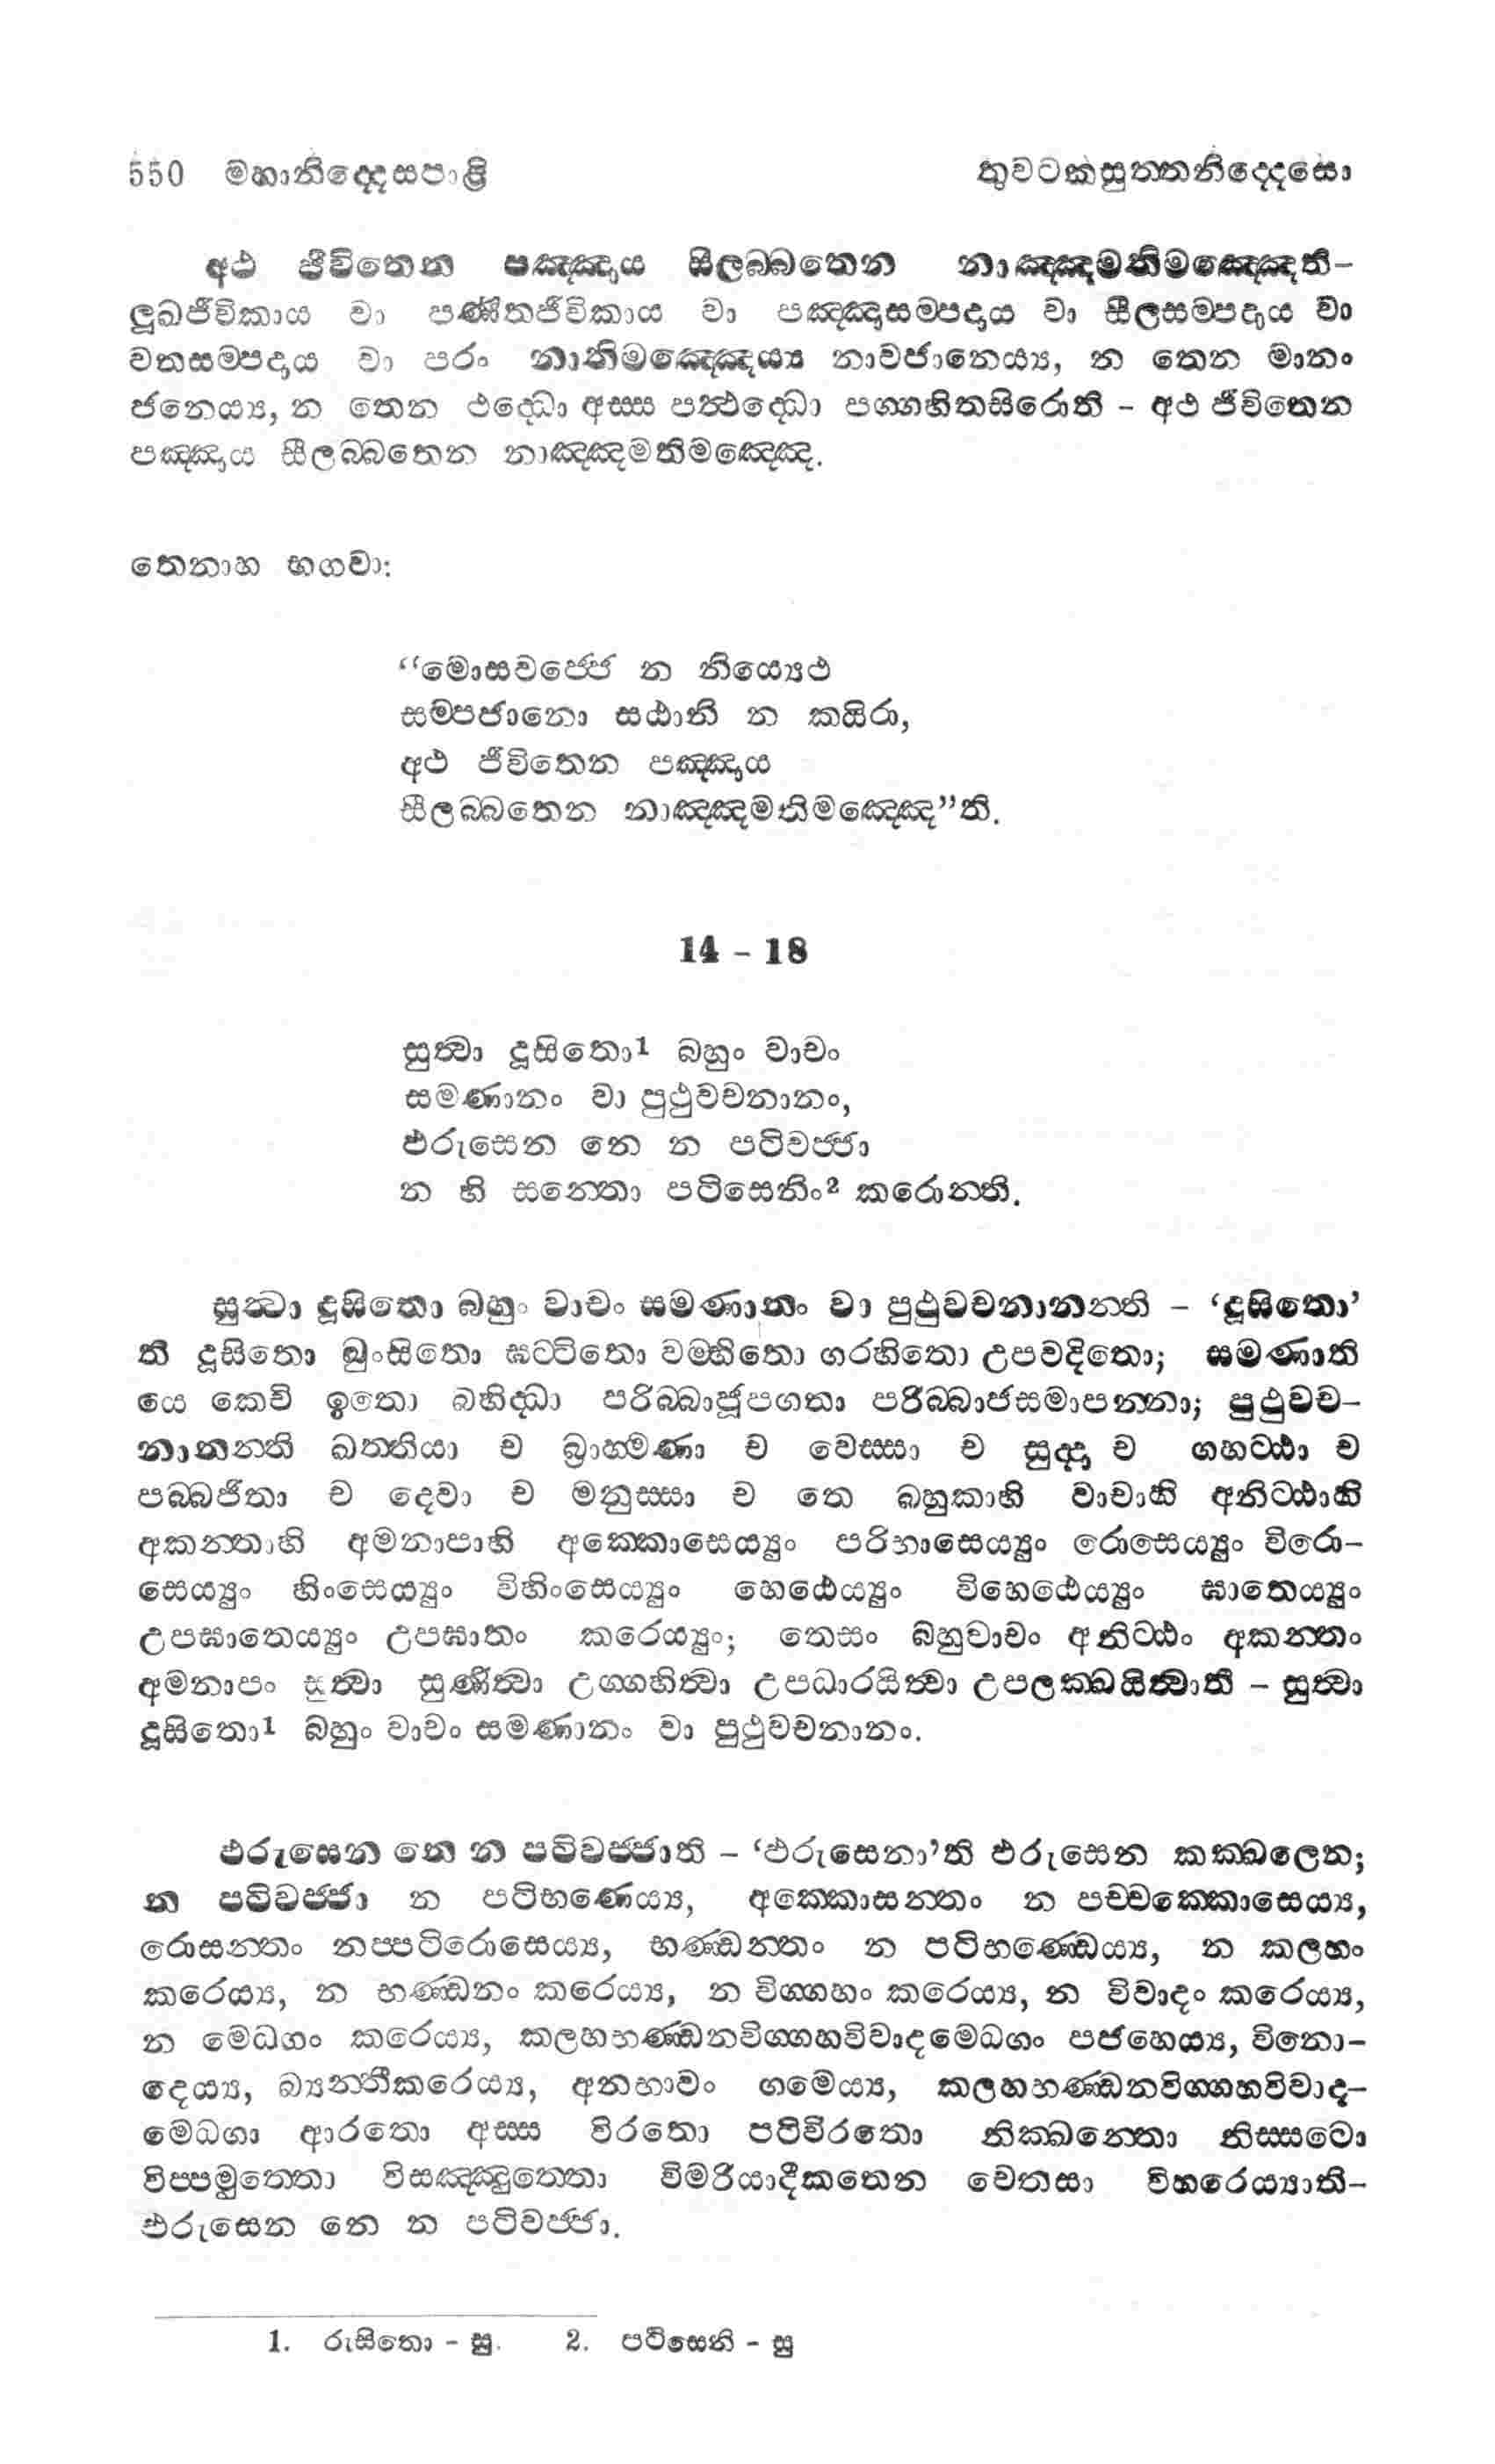 550 මහානිද්දෙසපාළි තුවටකසුත්තනිද්දෙසො
අථ ජීවිතෙන පඤ්ඤාය සීලබ්බතෙන නාඤ්ඤමතිමඤ්ඤෙති-
ලූඛජීවිකාය වා පණීතජීවිකාය වා පඤ්ඤාසම්පදාය වා සීලසම්පදාය වා
වතසම්පදාය වා පරං නාතිමඤ්ඤෙය්‍ය නාවජානෙය්‍ය, න තෙන මානං
ජනෙය්‍ය, න තෙන ථද්ධො අස්ස පත්ථද්ධො පග්ගහිතසිරොති - අථ ජීවිතෙන
පඤ්ඤාය සීලබ්බතෙන නාඤ්ඤමතිමඤ්ඤෙ.
තෙනාහ භගවා:
“මොසවජ්ජෙ න නිය්‍යෙථ
සම්පජානො සඨානි න කයිරා,
අථ ජීවිතෙන පඤ්ඤාය
සීලබ්බතෙන නාඤ්ඤමතිමඤ්ඤෙ”ති.
14 - 18
සුත්වා දූසිතො1 බහුං වාචං
සමණානං වා පුථුවචනානං,
ඵරුසෙන නෙ න පටිවජ්ජා
න හි සන්තො පටිසෙනිං2 කරොන්ති.
සුත්වා දූසිතො බහුං වාචං සමණානං වා පුථුවචනානන්ති - ‘දූසිතො’
ති දූසිතො ඛුංසිතො ඝට්ටිතො වම්භිතො ගරහිතො උපවදිතො; සමණාති
යෙ කෙචි ඉතො බහිද්ධා පරිබ්බාජූපගතා පරිබ්බාජසමාපන්නා; පුථුවච-
නානන්ති ඛත්තියා ච බ්‍රාහ්මණා ච වෙස්සා ච සුද්දා ච ගහට්ඨා ච
පබ්බජිතා ච දෙවා ච මනුස්සා ච තෙ බහුකාහි වාචාහි අනිට්ඨාහි
අකන්තාහි අමනාපාහි අක්කොසෙය්‍යුං පරිභාසෙය්‍යුං රොසෙය්‍යුං විරො-
සෙය්‍යුං හිංසෙය්‍යුං විහිංසෙය්‍යුං හෙඨෙය්‍යුං විහෙඨෙය්‍යුං ඝාතෙය්‍යුං
උපඝාතෙය්‍යුං උපඝාතං කරෙය්‍යුං; තෙසං බහුවාචං අනිට්ඨං අකන්තං
අමනාපං සුත්වා සුණිත්වා උග්ගහිත්වා උපධාරයිත්වා උපලක්ඛයිත්වාති - සුත්වා
දූසිතො1 බහුං වාචං සමණානං වා පුථුවචනානං.
ඵරුසෙන නෙ න පටිවජ්ජාති - ‘ඵරුසෙනා’ති ඵරුසෙන කක්ඛලෙන;
න පටිවජ්ජා න පටිභණෙය්‍ය, අක්කොසන්තං න පච්චක්කොසෙය්‍ය,
රොසන්තං නප්පටිරොසෙය්‍ය, භණ්ඩන්තං න පටිභණ්ඩෙය්‍ය, න කලහං
කරෙය්‍ය, න භණ්ඩනං කරෙය්‍ය, න විග්ගහං කරෙය්‍ය, න විවාදං කරෙය්‍ය,
න මෙධගං කරෙය්‍ය, කලහභණ්ඩනවිග්ගහවිවාදමෙධගං පජහෙය්‍ය, විනො-
දෙය්‍ය, බ්‍යන්තීකරෙය්‍ය, අනභාවං ගමෙය්‍ය, කලහභණ්ඩනවිග්ගහවිවාද-
මෙධගා ආරතො අස්ස විරතො පටිවිරතො නික්ඛන්තො නිස්සටො
විප්පමුත්තො විසඤ්ඤුත්තො විමරියාදීකතෙන චෙතසා විහරෙය්‍යාති-
ඵරුසෙන නෙ න පටිවජ්ජා.
1. රුසිතො - සු. 2. පටිසෙනි - සු